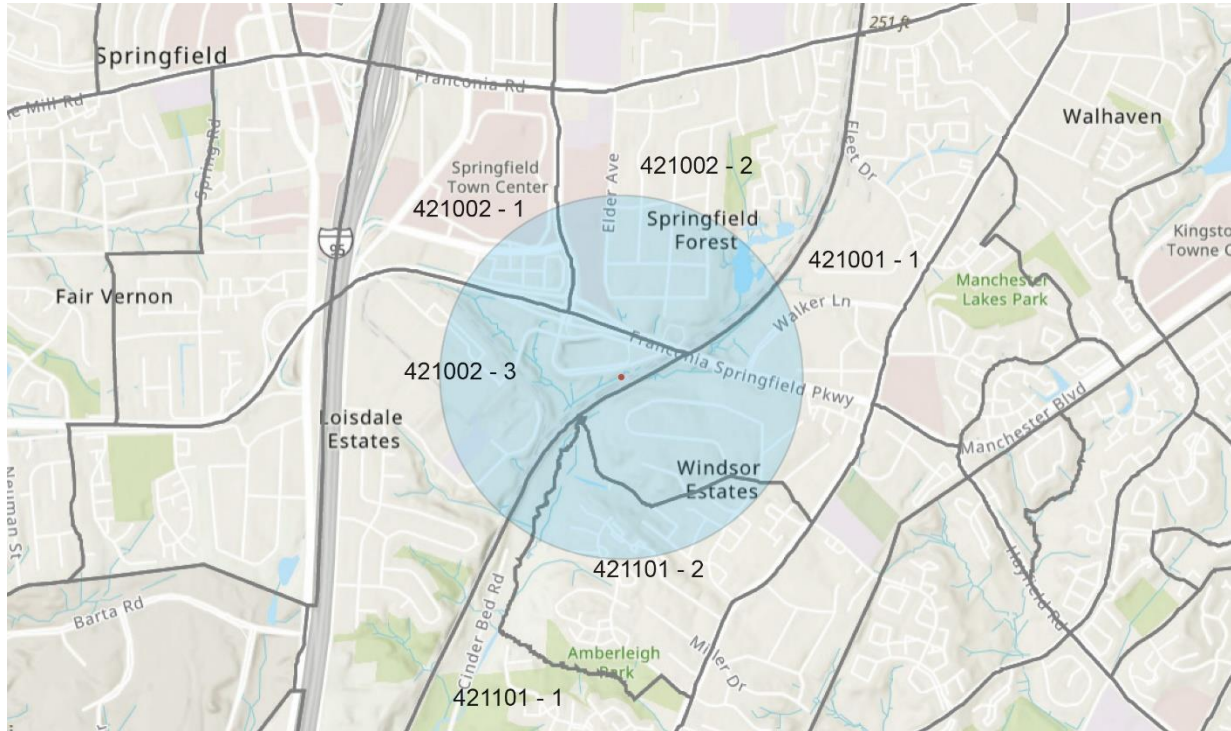 251 ft
Springfield
Franconia Rd
e Mill Rd
Walhaven
Spring Rd
Fleet Dr
Elder Ave
421002 - 2
Springfield
Town Center
421002 - 1
Springfield
Forest
Kingsto
Towne C
95
421001 - 1
Fair Vernon
Manchester
Lakes Park
Walker Ln
Franconia Springfield Pkwy
421002 - 3
Manchester Blvd
Loisdale
Estates
Windsor
Estates
Neuman St
421101 - 2
Hayfield Rd
Barta Rd
Cinder Bed Rd
Amberleigh
Park
Miller Dr
421101 - 1